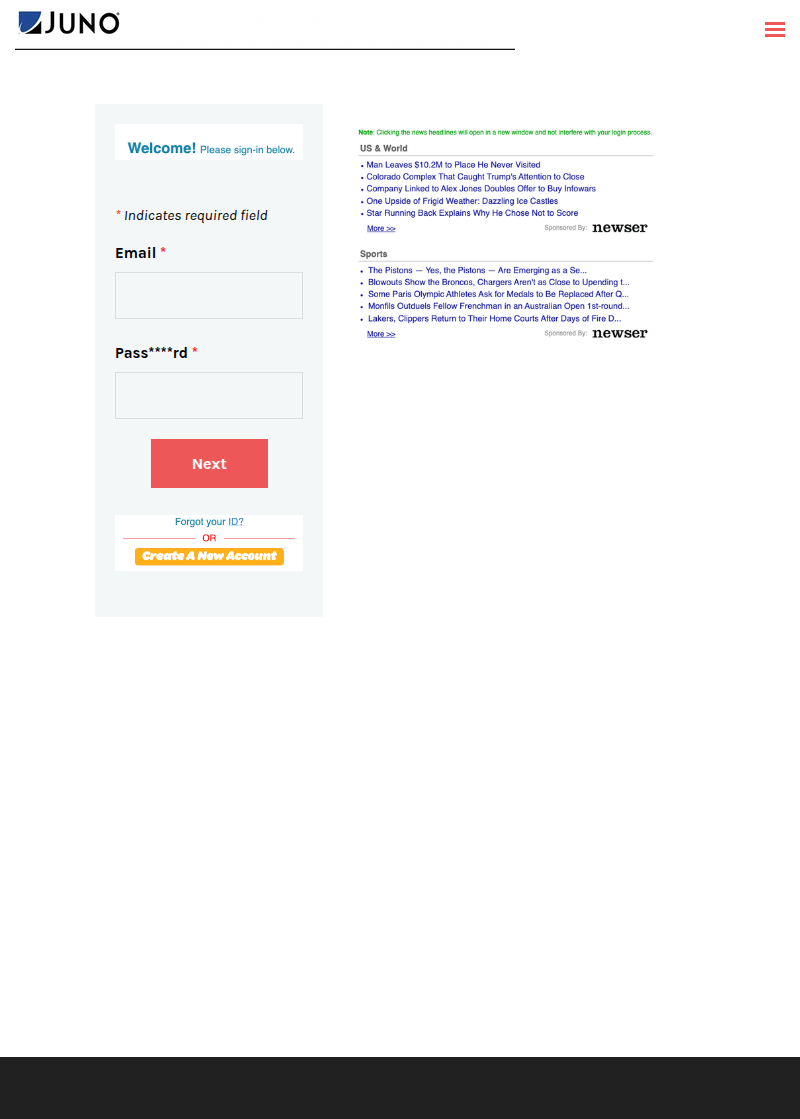 JUNO
Welcome! Please sign-in below.
* Indicates required field
Email *
Pass****rd *
Next
Forgot your ID?
OR
Create A New Account
Note: Clicking the news headlines will open in a new window and not interfere with your login process.
US & World
• Man Leaves $10.2M to Place He Never Visited
• Colorado Complex That Caught Trump's Attention to Close
• Company Linked to Alex Jones Doubles Offer to Buy Infowars
• One Upside of Frigid Weather: Dazzling Ice Castles
• Star Running Back Explains Why He Chose Not to Score
More >> Sponsored By: newser
Sports
• The Pistons — Yes, the Pistons — Are Emerging as a Se...
• Blowouts Show the Broncos, Chargers Aren't as Close to Upending t...
• Some Paris Olympic Athletes Ask for Medals to Be Replaced After Q...
• Monfils Outduels Fellow Frenchman in an Australian Open 1st-round...
• Lakers, Clippers Return to Their Home Courts After Days of Fire D...
More >> Sponsored By: newser